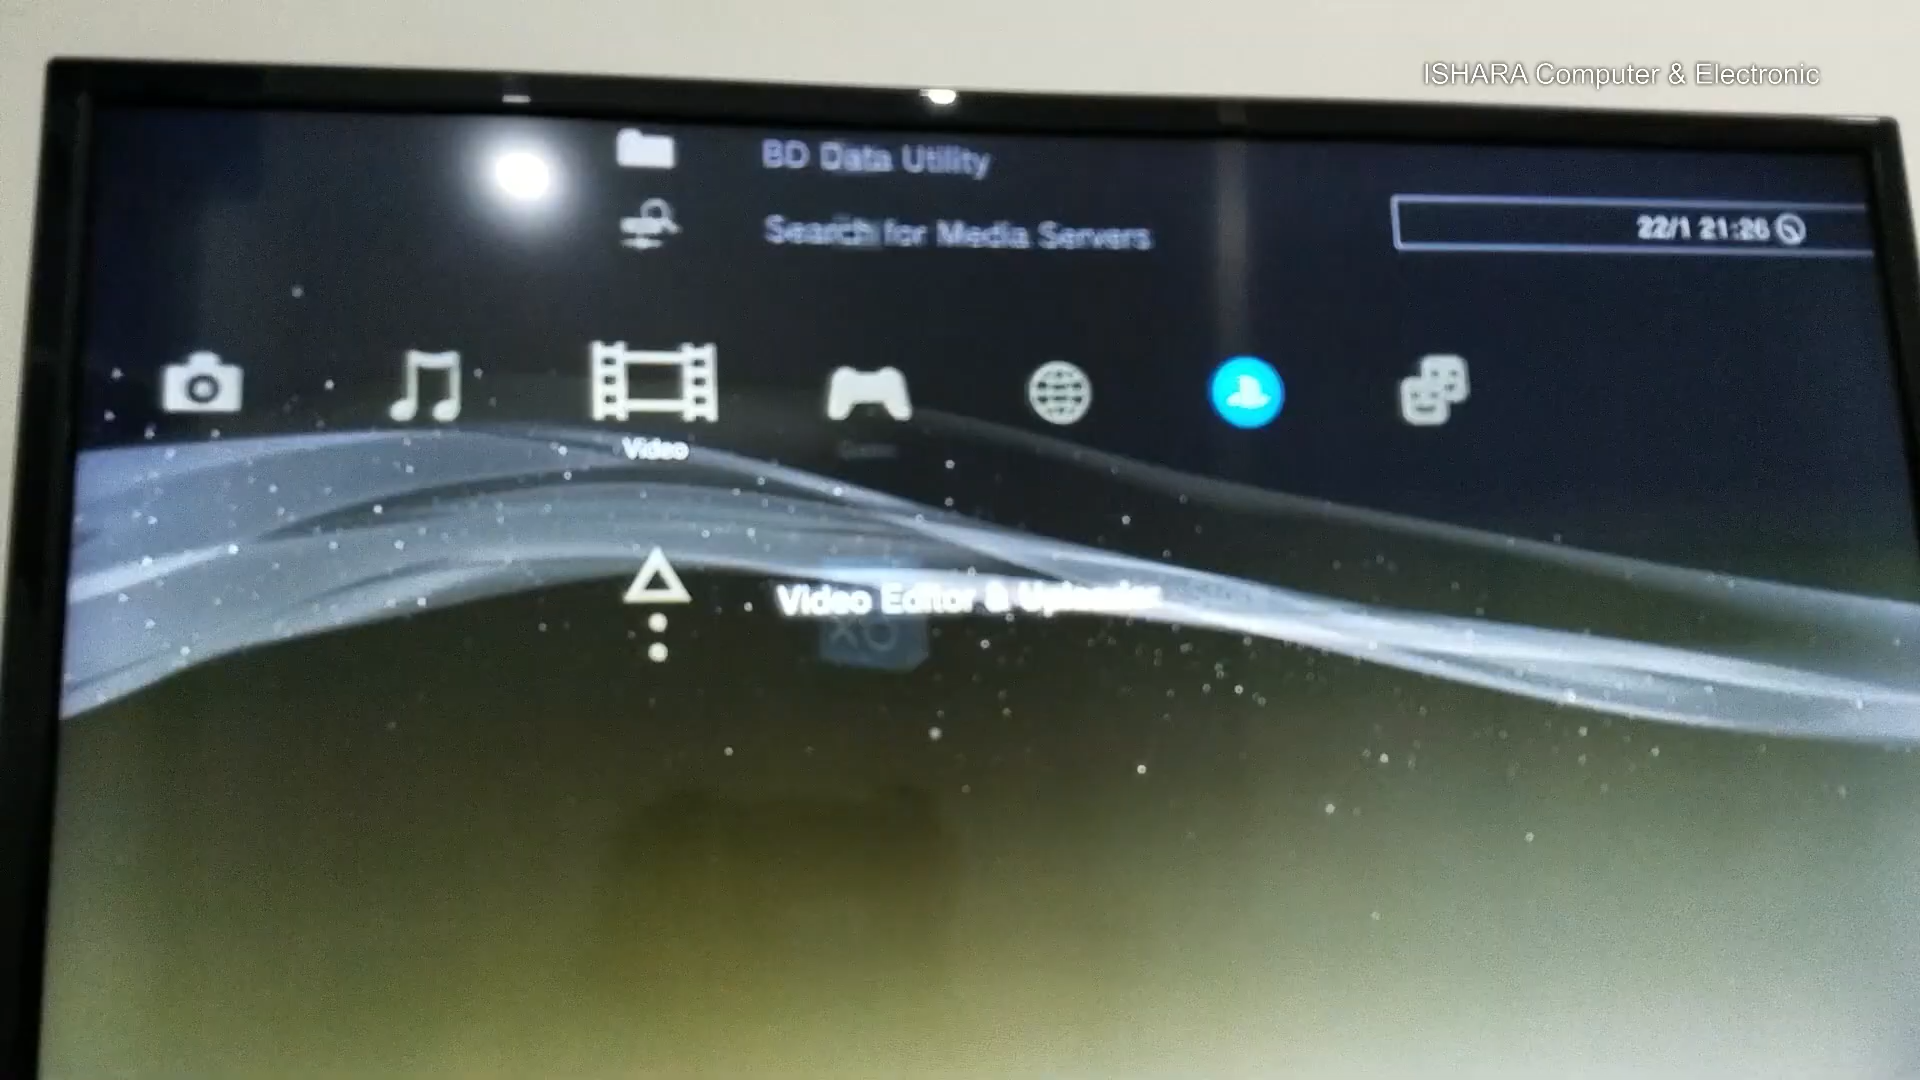 ISHARA Computer & Electronic
BD Data Utility
Search for Media Servers
22/1 21:26
Video
Video Editor & Uploader